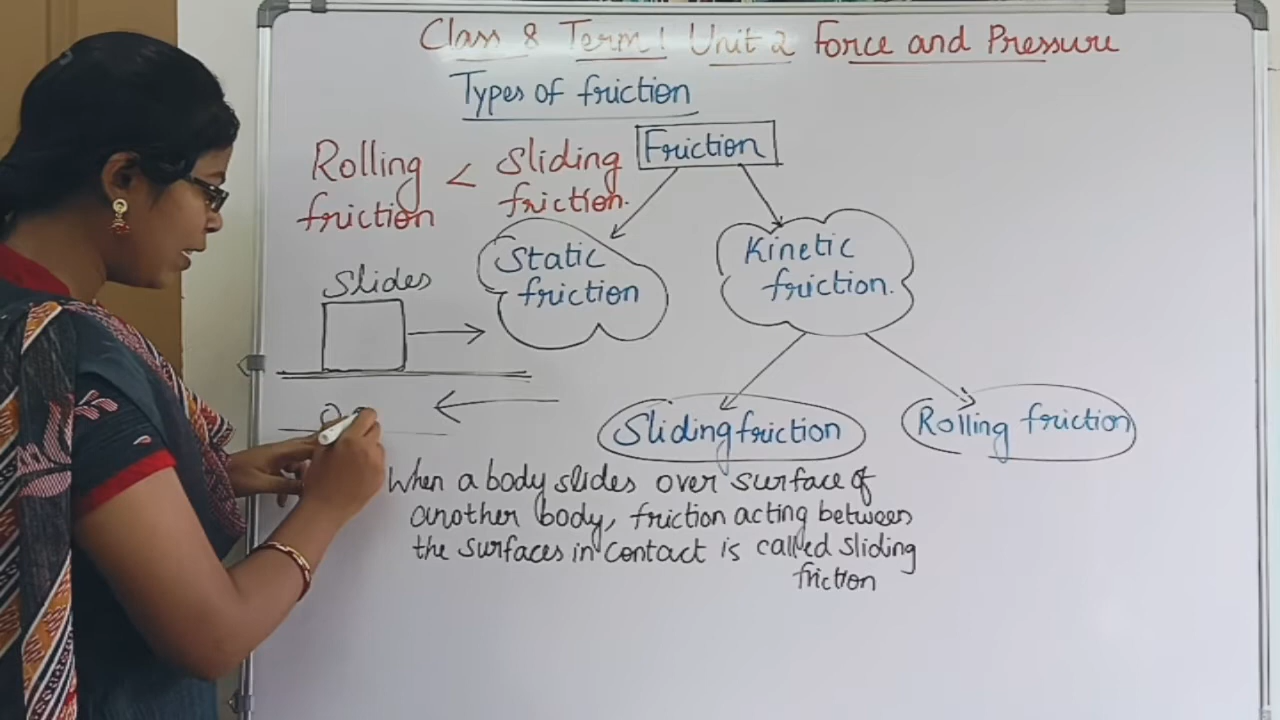 Class 8 Term 1 Unit 2 Force and Pressure
Types of friction
Friction
Rolling friction < Sliding friction.
Static
friction
Kinetic
friction.
Slides
Sliding friction
Rolling friction
When a body slides over surface of
another body, friction acting between
the surfaces in contact is called sliding
friction